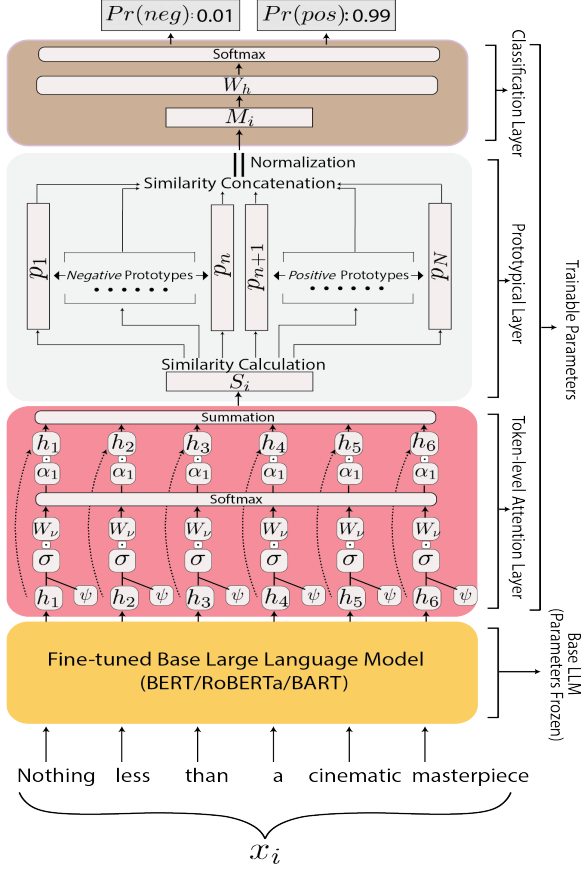 Pr(neg): 0.01
Pr(pos): 0.99
Softmax
W_h
M_i
Classification Layer
Normalization
Similarity Concatenation
p_1
Negative Prototypes
p_n
p_{n+1}
Positive Prototypes
p_N
Similarity Calculation
S_i
Prototypical Layer
Trainable Parameters
Summation
h_1 h_2 h_3 h_4 h_5 h_6
α_1 α_1 α_1 α_1 α_1 α_1
Softmax
W_ν W_ν W_ν W_ν W_ν W_ν
σ σ σ σ σ σ
h_1 ψ h_2 ψ h_3 ψ h_4 ψ h_5 ψ h_6 ψ
Token-level Attention Layer
Fine-tuned Base Large Language Model
(BERT/RoBERTa/BART)
Base LLM
(Parameters Frozen)
Nothing less than a cinematic masterpiece
x_i